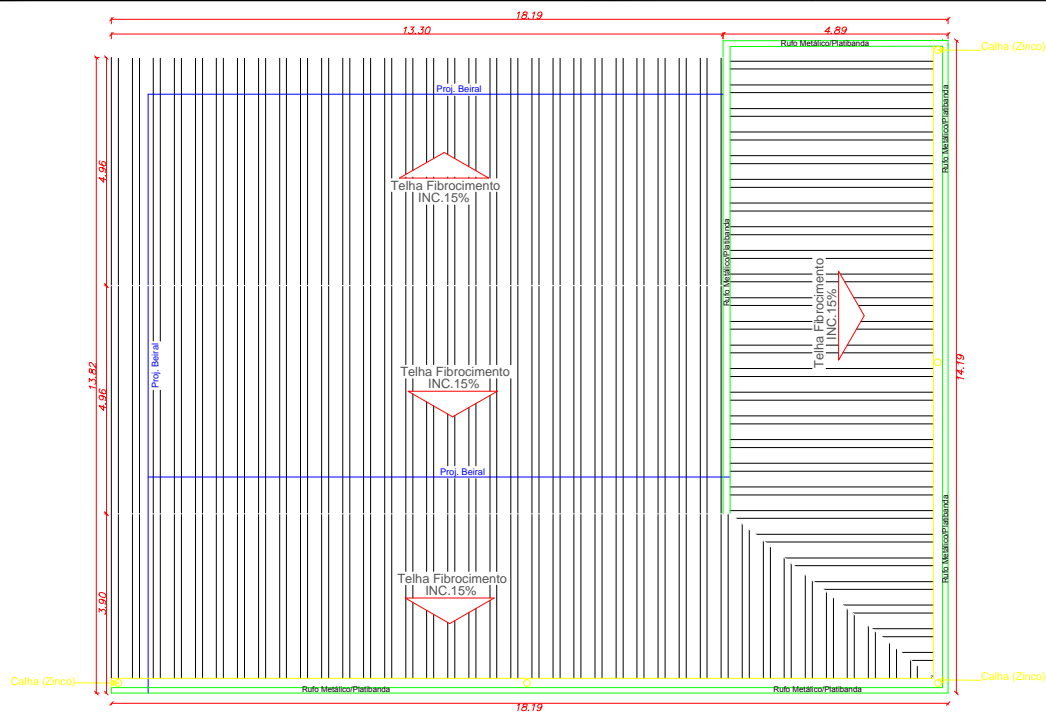 18.19
13.30
4.89
Rufo Metálico/Platibanda
Calha (Zinco)
Proj. Beiral
Rufo Metálico/Platibanda
4.96
Telha Fibrocimento
INC.15%
Rufo Metálico/Platibanda
Telha Fibrocimento
INC.15%
Proj. Beiral
13.82
4.96
14.19
Telha Fibrocimento
INC.15%
Proj. Beiral
Rufo Metálico/Platibanda
Telha Fibrocimento
INC.15%
3.90
Calha (Zinco)
Calha (Zinco)
Rufo Metálico/Platibanda
Rufo Metálico/Platibanda
18.19